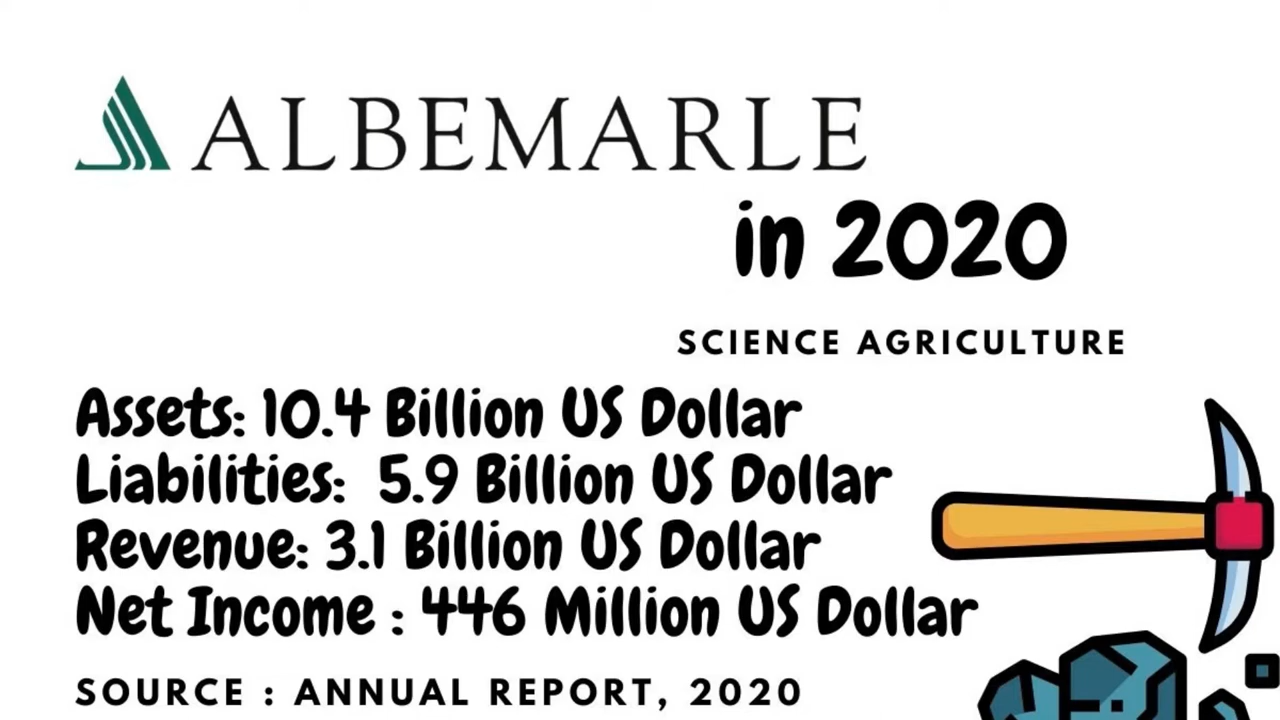 ALBEMARLE
in 2020
SCIENCE AGRICULTURE
Assets: 10.4 Billion US Dollar
Liabilities: 5.9 Billion US Dollar
Revenue: 3.1 Billion US Dollar
Net Income : 446 Million US Dollar
SOURCE : ANNUAL REPORT, 2020